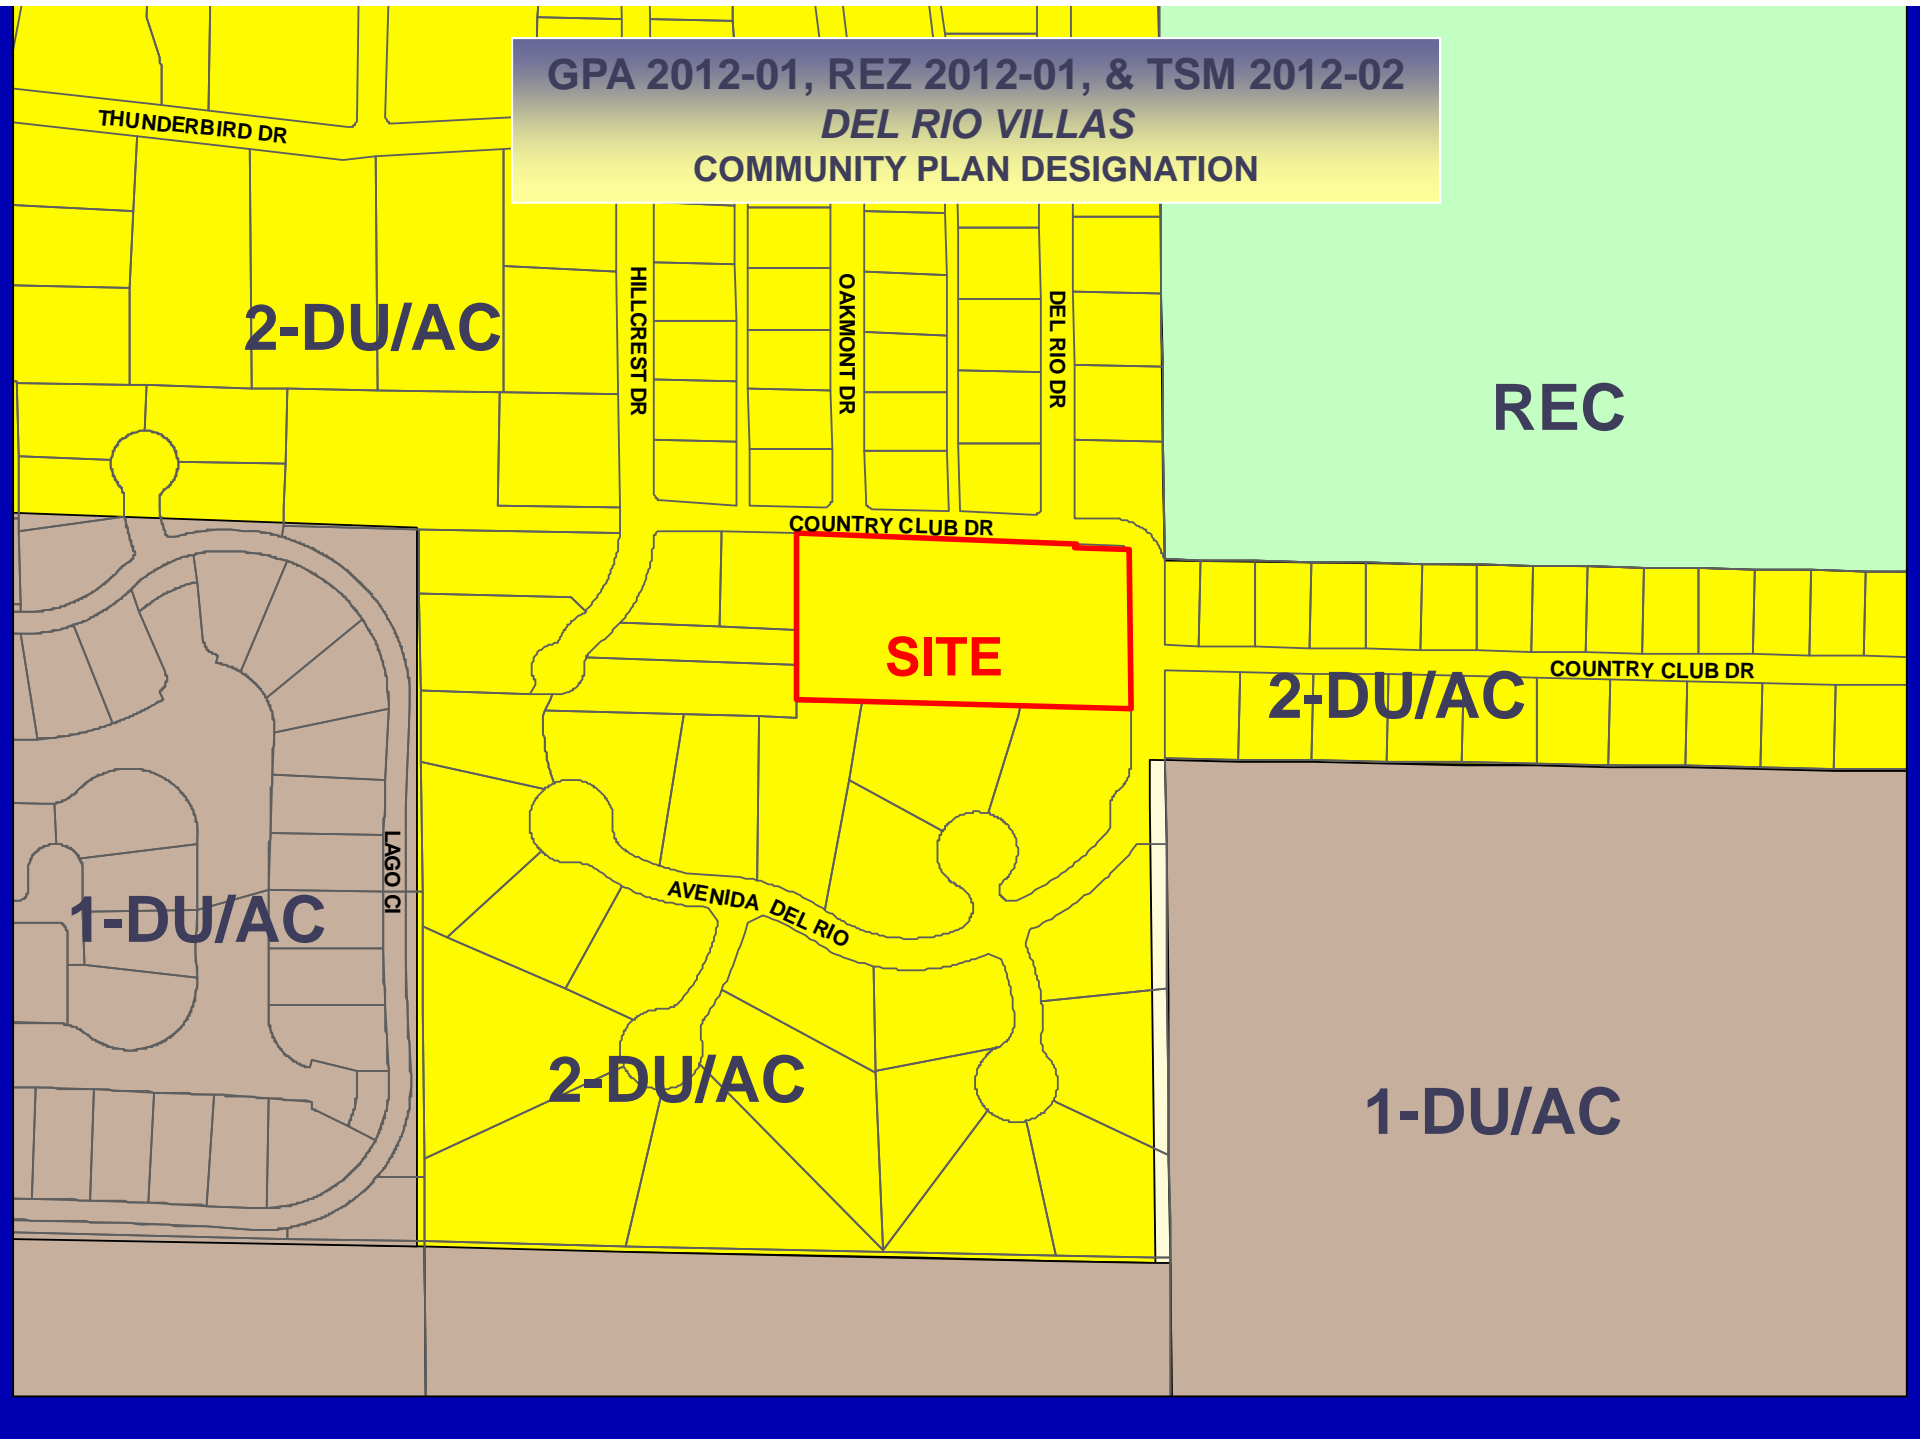 GPA 2012-01, REZ 2012-01, & TSM 2012-02
DEL RIO VILLAS
COMMUNITY PLAN DESIGNATION
THUNDERBIRD DR
2-DU/AC
HILLCREST DR
OAKMONT DR
DEL RIO DR
REC
COUNTRY CLUB DR
SITE
COUNTRY CLUB DR
2-DU/AC
LAGO CI
1-DU/AC
AVENIDA DEL RIO
2-DU/AC
1-DU/AC